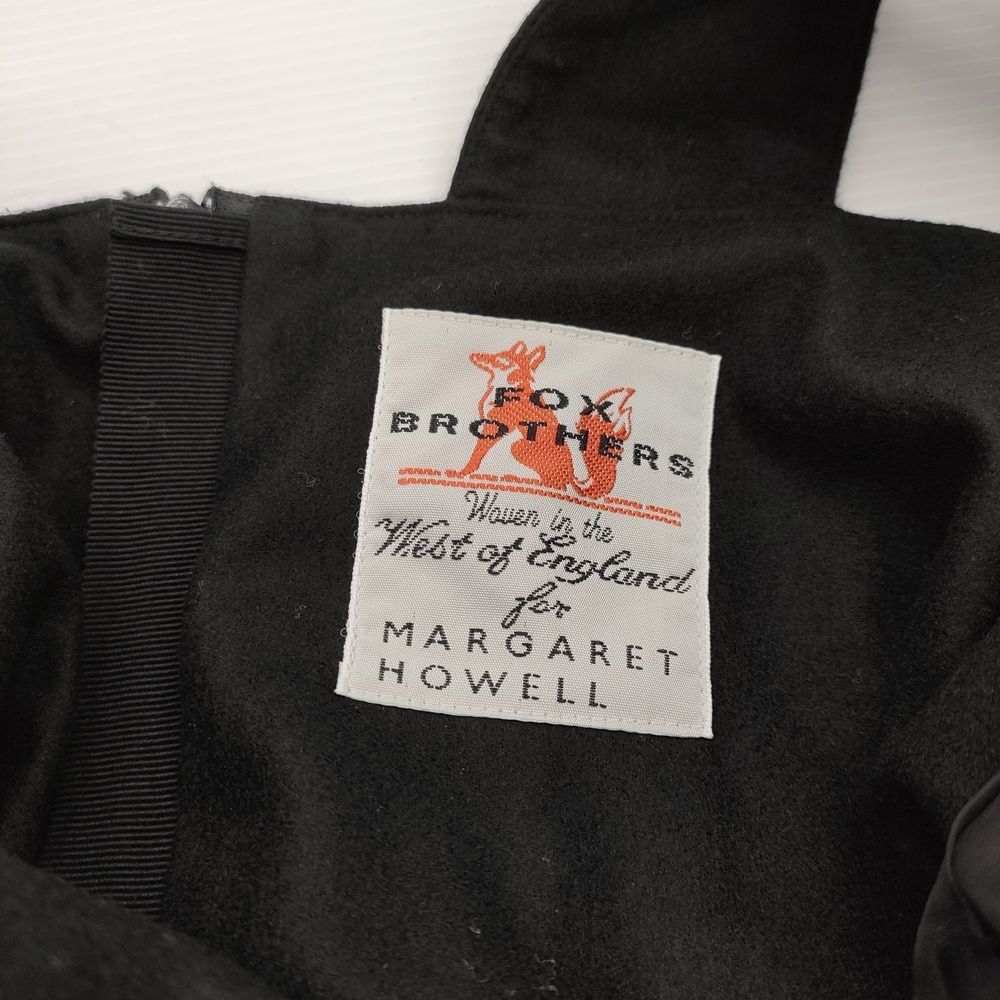 FOX
BROTHERS
Woven in the
West of England
for
MARGARET
HOWELL